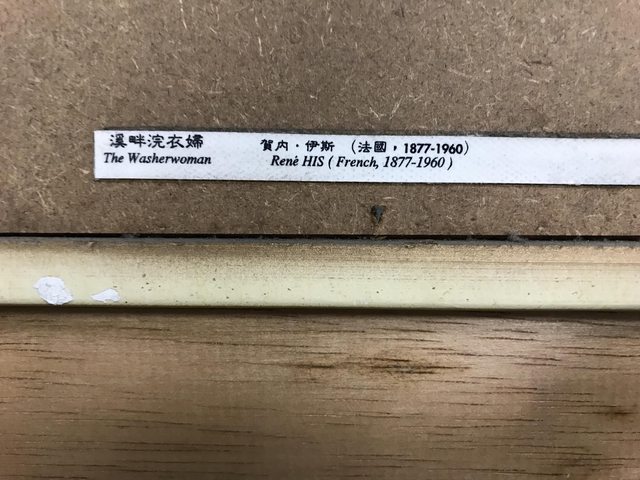 溪畔浣衣婦 賀內・伊斯 （法國，1877-1960）
The Washerwoman René HIS ( French, 1877-1960 )